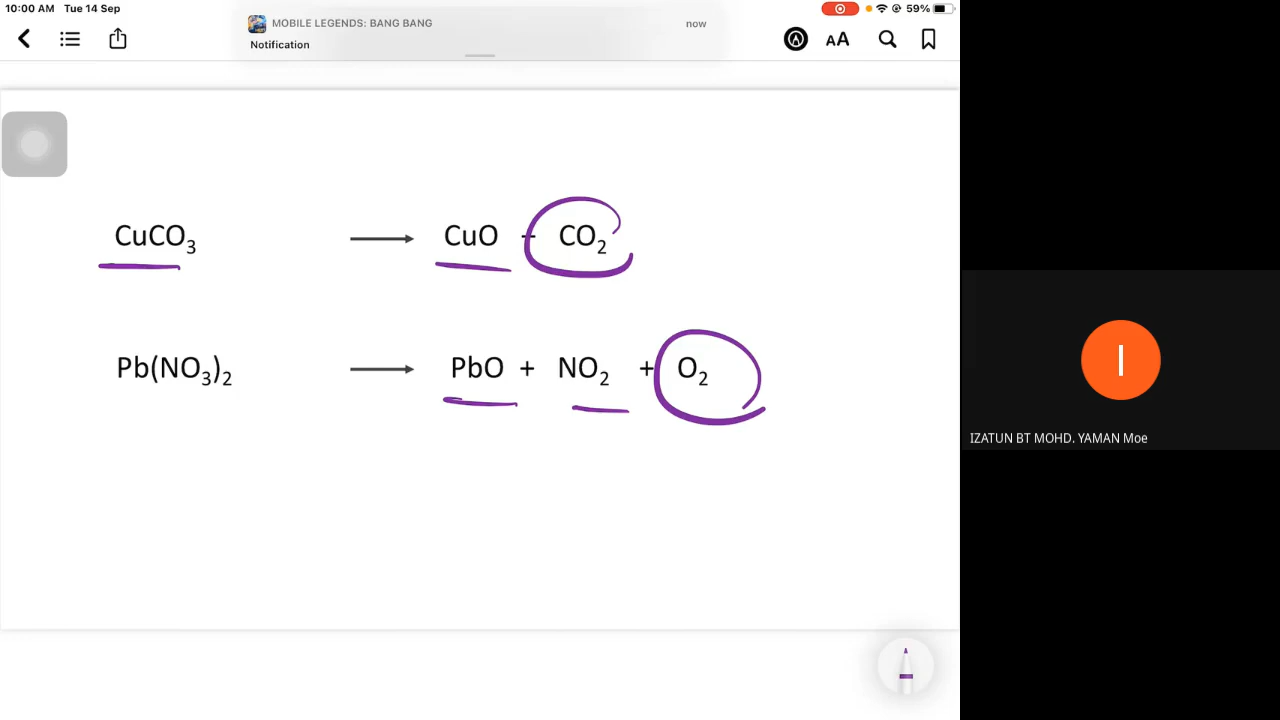 10:00 AM Tue 14 Sep
59%
MOBILE LEGENDS: BANG BANG
now
Notification
AA
CuCO₃ → CuO + CO₂
Pb(NO₃)₂ → PbO + NO₂ + O₂
I
IZATUN BT MOHD. YAMAN Moe